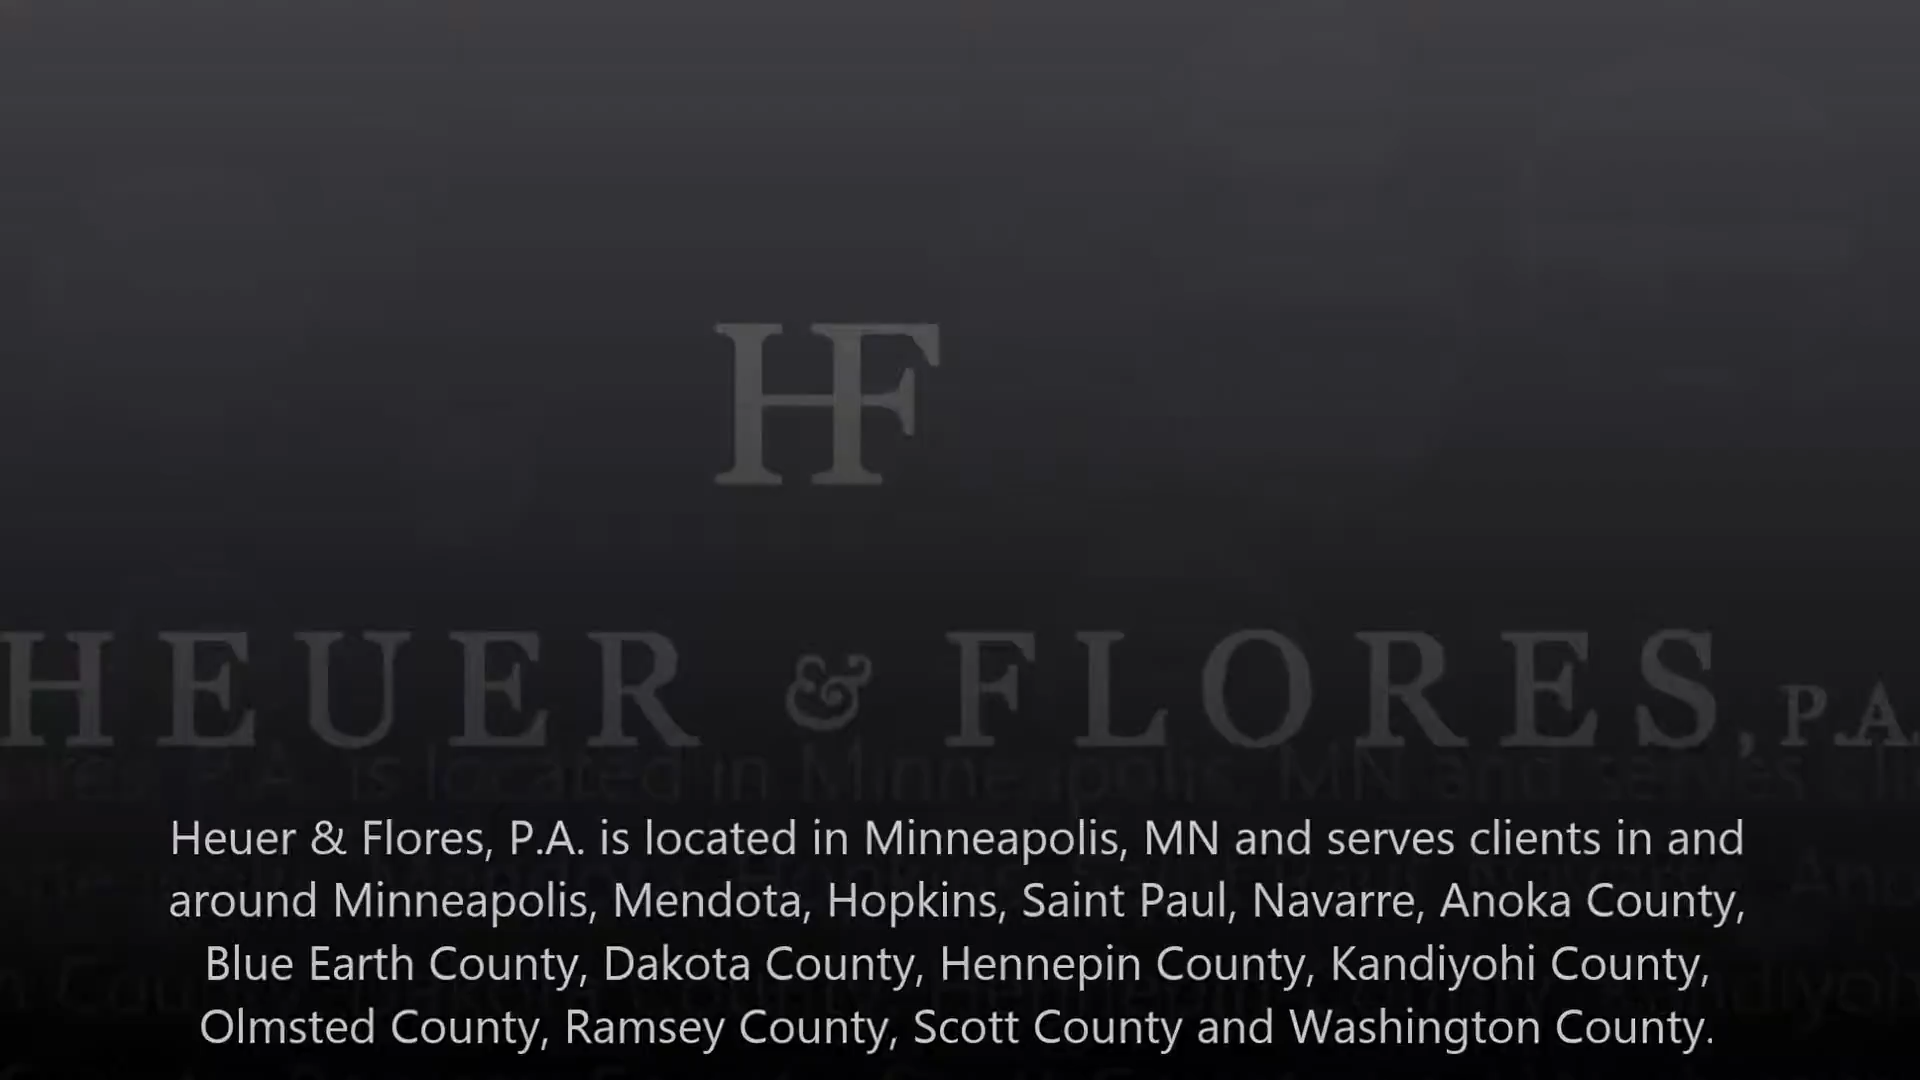 HF
HEUER & FLORES, P.A.
Heuer & Flores, P.A. is located in Minneapolis, MN and serves clients in and
around Minneapolis, Mendota, Hopkins, Saint Paul, Navarre, Anoka County,
Blue Earth County, Dakota County, Hennepin County, Kandiyohi County,
Olmsted County, Ramsey County, Scott County and Washington County.